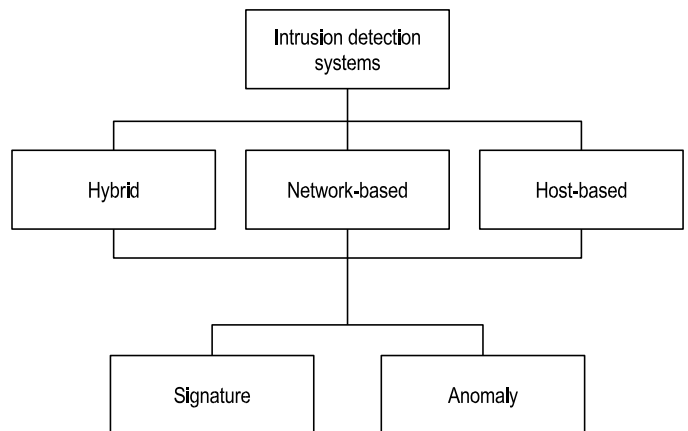 Intrusion detection
systems
Hybrid
Network-based
Host-based
Signature
Anomaly